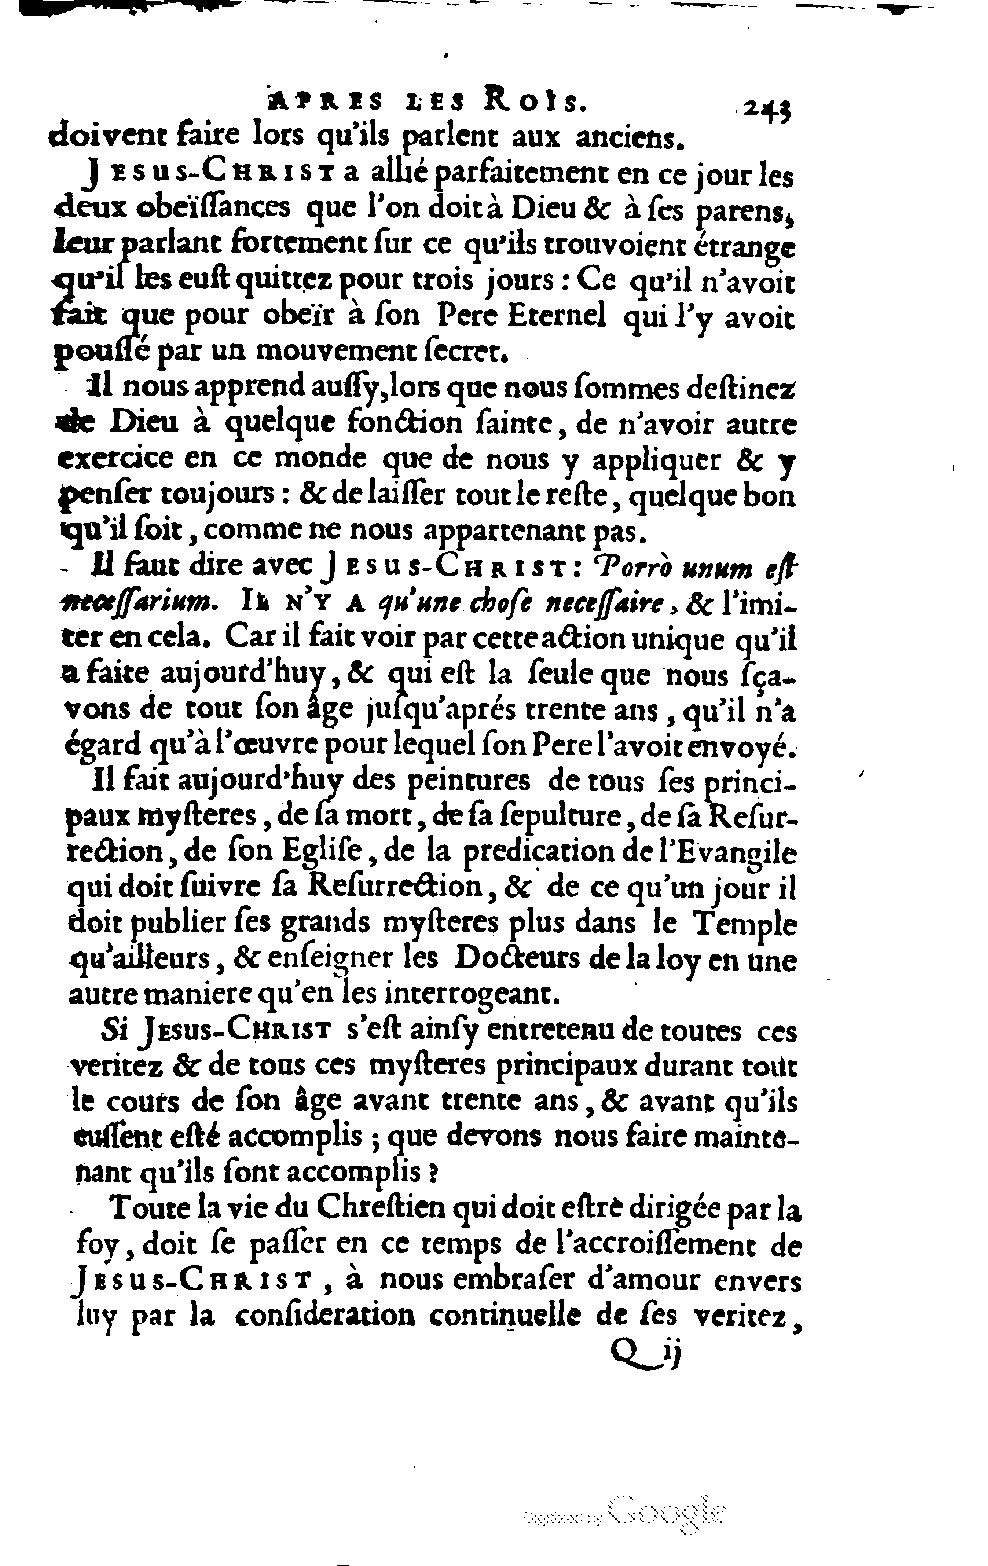 APRES LES ROIS. 243
doivent faire lors qu'ils parlent aux anciens.
JESUS-CHRIST a allié parfaitement en ce jour les
deux obeïſſances que l'on doit à Dieu & à ſes parens,
leur parlant fortement ſur ce qu'ils trouvoient étrange
qu'il les euſt quittez pour trois jours : Ce qu'il n'avoit
fait que pour obeïr à ſon Pere Eternel qui l'y avoit
pouſſé par un mouvement ſecret.
Il nous apprend auſſy, lors que nous ſommes deſtinez
de Dieu à quelque fonction ſainte, de n'avoir autre
exercice en ce monde que de nous y appliquer & y
penſer toujours : & de laiſſer tout le reſte, quelque bon
qu'il ſoit, comme ne nous appartenant pas.
Il faut dire avec JESUS-CHRIST : Porrò unum eſt
neceſſarium. IL N'Y A qu'une choſe neceſſaire, & l'imi-
ter en cela. Car il fait voir par cette action unique qu'il
a faite aujourd'huy, & qui eſt la ſeule que nous ſça-
vons de tout ſon âge juſqu'aprés trente ans, qu'il n'a
égard qu'à l'œuvre pour lequel ſon Pere l'avoit envoyé.
Il fait aujourd'huy des peintures de tous ſes princi-
paux myſteres, de ſa mort, de ſa ſepulture, de ſa Reſur-
rection, de ſon Egliſe, de la predication de l'Evangile
qui doit ſuivre ſa Reſurrection, & de ce qu'un jour il
doit publier ſes grands myſteres plus dans le Temple
qu'ailleurs, & enſeigner les Docteurs de la loy en une
autre maniere qu'en les interrogeant.
Si JESUS-CHRIST s'eſt ainſy entretenu de toutes ces
veritez & de tous ces myſteres principaux durant tout
le cours de ſon âge avant trente ans, & avant qu'ils
euſſent eſté accomplis ; que devons nous faire mainte-
nant qu'ils ſont accomplis ?
Toute la vie du Chreſtien qui doit eſtre dirigée par la
foy, doit ſe paſſer en ce temps de l'accroiſſement de
JESUS-CHRIST, à nous embraſer d'amour envers
luy par la conſideration continuelle de ſes veritez,
Q ij
Digitized by Google